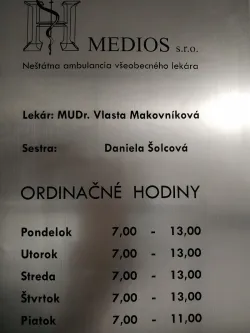 MEDIOS s.r.o.
Neštátna ambulancia všeobecného lekára
Lekár: MUDr. Vlasta Makovníková
Sestra: Daniela Šolcová
ORDINAČNÉ HODINY
Pondelok 7,00 - 13,00
Utorok 7,00 - 13,00
Streda 7,00 - 13,00
Štvrtok 7,00 - 13,00
Piatok 7,00 - 11,00